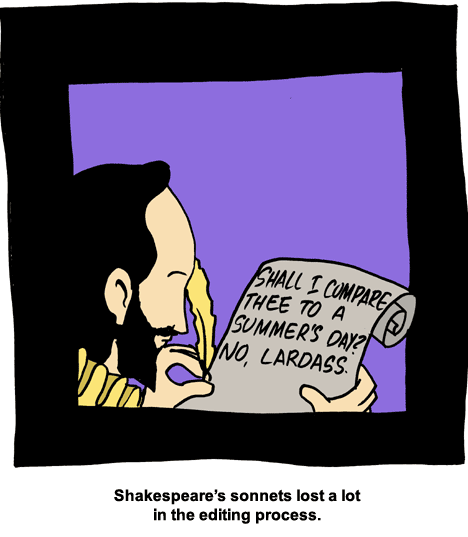 SHALL I COMPARE
THEE TO A
SUMMER'S DAY?
NO, LARDASS.
Shakespeare's sonnets lost a lot
in the editing process.